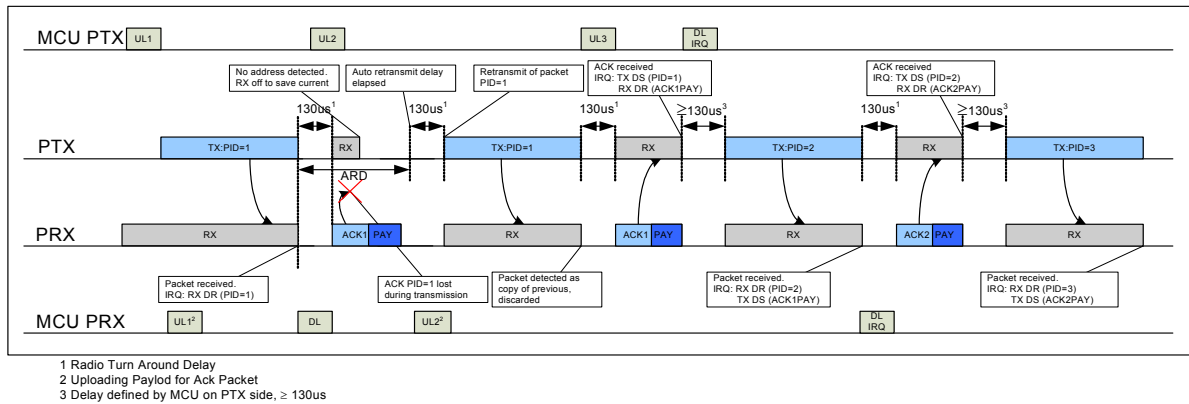 MCU PTX
UL1
UL2
UL3
DL
IRQ
No address detected.
RX off to save current
Auto retransmit delay
elapsed
Retransmit of packet
PID=1
ACK received
IRQ: TX DS (PID=1)
RX DR (ACK1PAY)
ACK received
IRQ: TX DS (PID=2)
RX DR (ACK2PAY)
130us1
130us1
130us1
≥130us3
130us1
≥130us3
PTX
TX:PID=1
RX
TX:PID=1
RX
TX:PID=2
RX
TX:PID=3
ARD
PRX
RX
ACK1
PAY
RX
ACK1
PAY
RX
ACK2
PAY
RX
Packet received.
IRQ: RX DR (PID=1)
ACK PID=1 lost
during transmission
Packet detected as
copy of previous,
discarded
Packet received.
IRQ: RX DR (PID=2)
TX DS (ACK1PAY)
Packet received.
IRQ: RX DR (PID=3)
TX DS (ACK2PAY)
MCU PRX
UL12
DL
UL22
DL
IRQ
1 Radio Turn Around Delay
2 Uploading Paylod for Ack Packet
3 Delay defined by MCU on PTX side, ≥ 130us